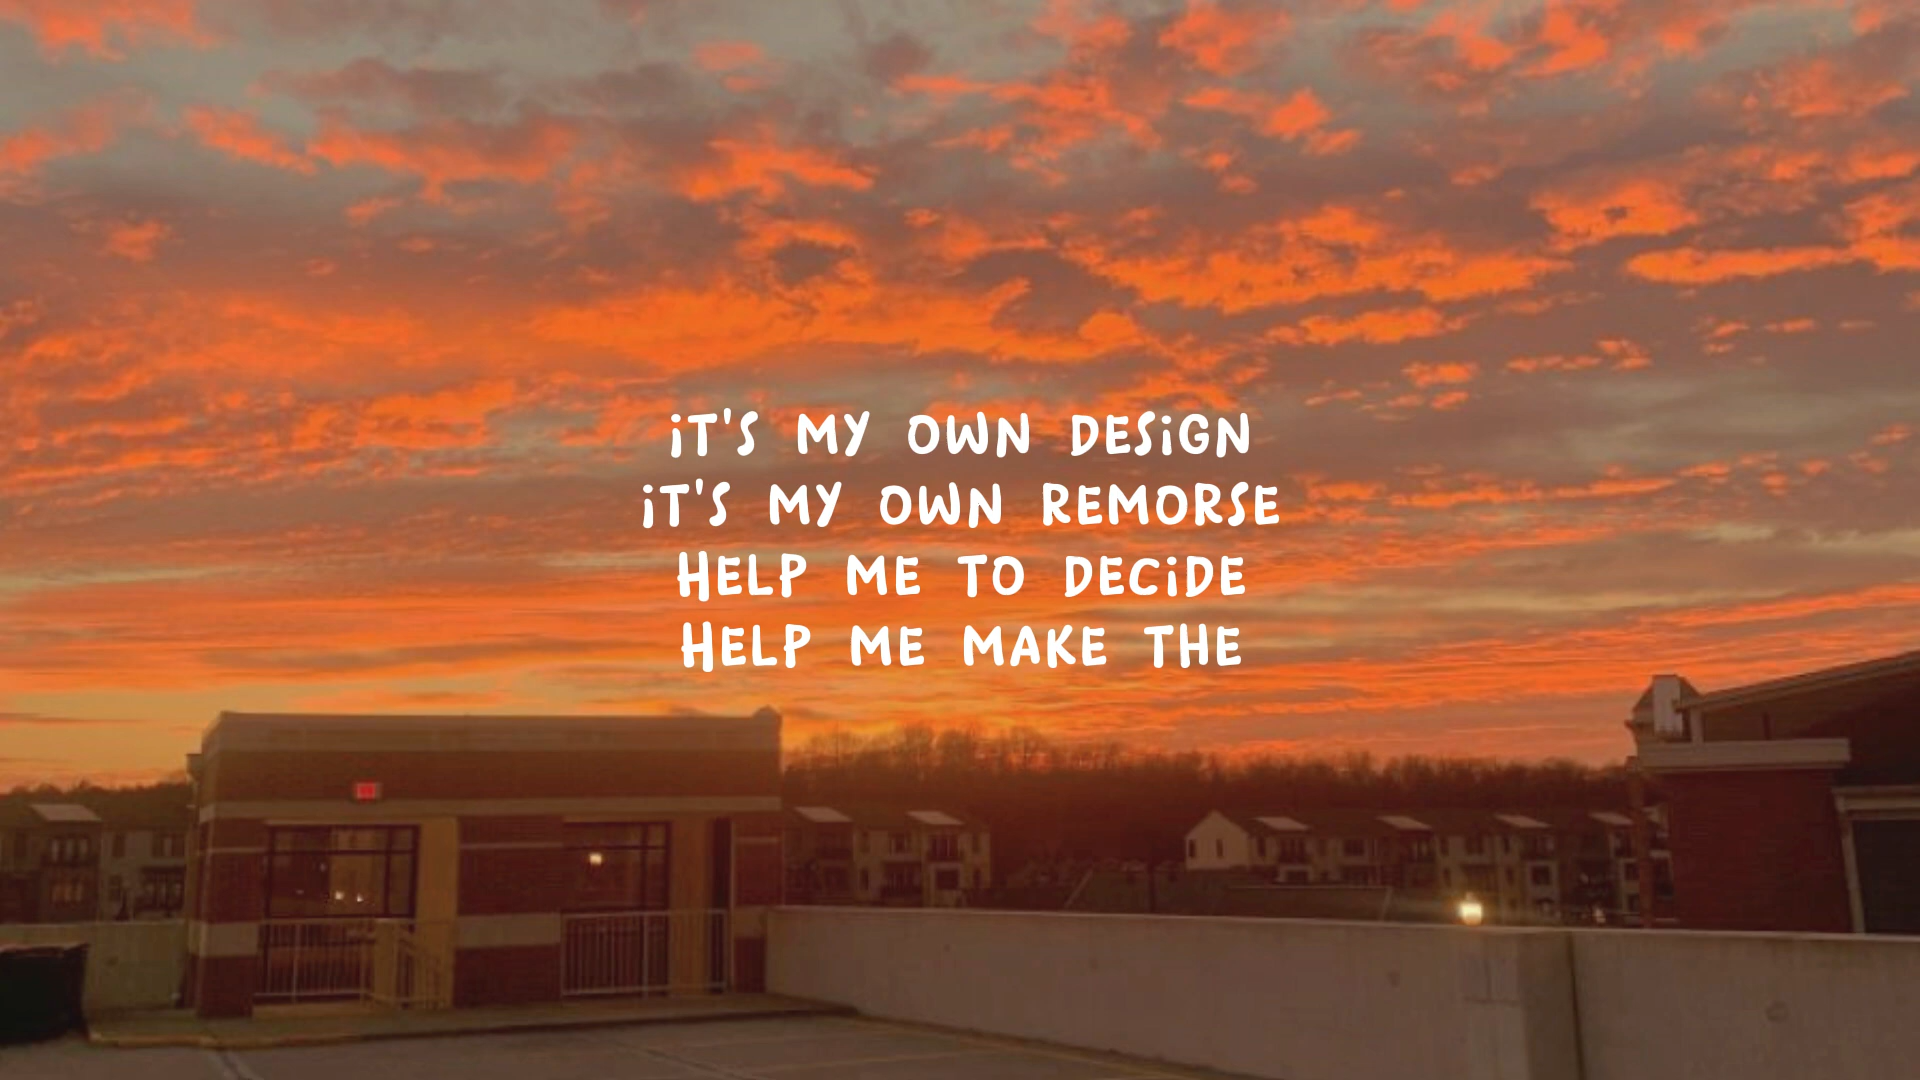 it's my own design
it's my own remorse
Help me to decide
Help me make the